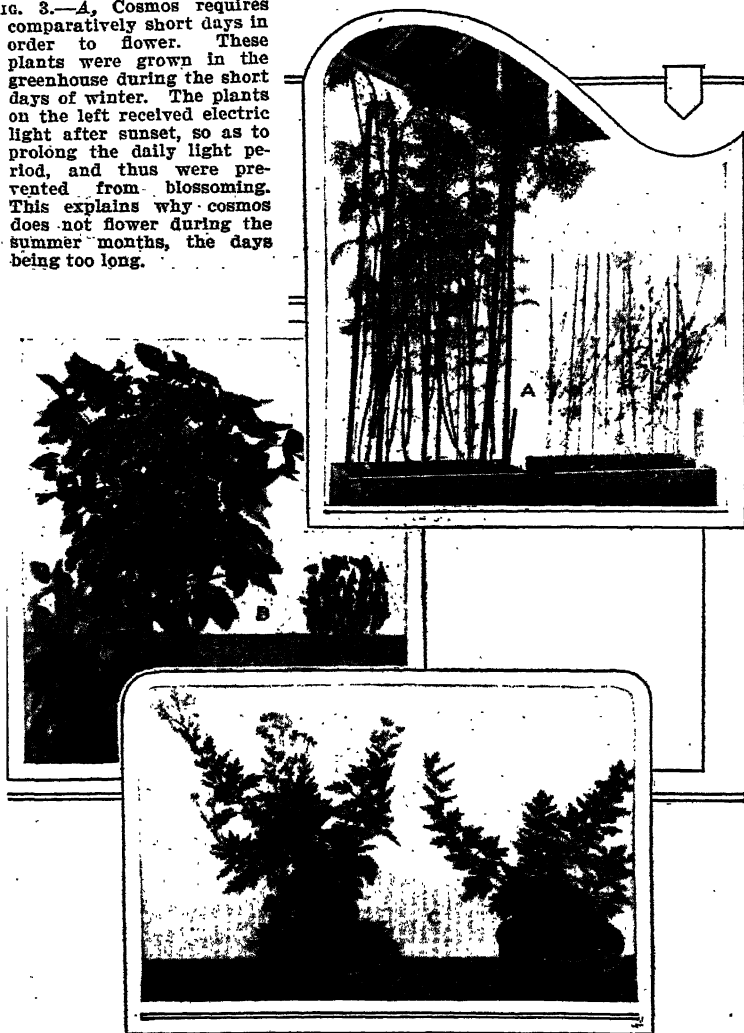 IG. 3.—A, Cosmos requires
comparatively short days in
order to flower. These
plants were grown in the
greenhouse during the short
days of winter. The plants
on the left received electric
light after sunset, so as to
prolong the daily light pe-
riod, and thus were pre-
vented from blossoming.
This explains why cosmos
does not flower during the
summer months, the days
being too long.
A
B
C